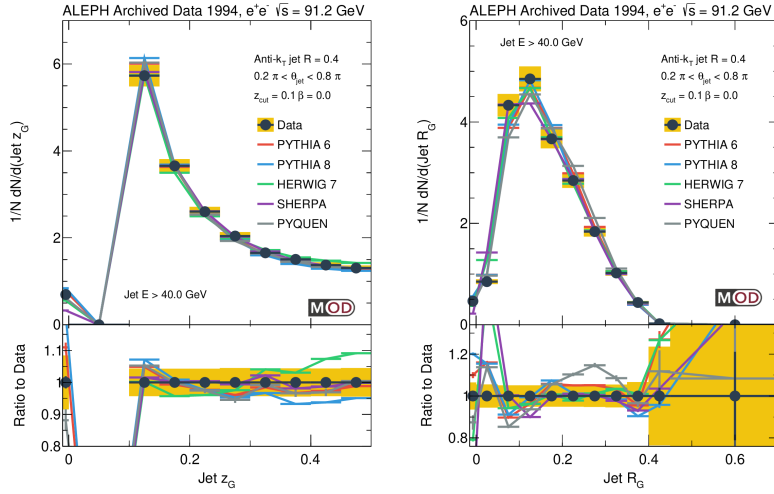 ALEPH Archived Data 1994, e⁺e⁻ √s = 91.2 GeV
6
4
2
0
1/N dN/d(Jet z_G)
Anti-k_T jet R = 0.4
0.2 π < θ_jet < 0.8 π
z_cut = 0.1 β = 0.0
Data
PYTHIA 6
PYTHIA 8
HERWIG 7
SHERPA
PYQUEN
Jet E > 40.0 GeV
MOD
1.1
1
0.9
0.8
Ratio to Data
0
0.2
0.4
Jet z_G
ALEPH Archived Data 1994, e⁺e⁻ √s = 91.2 GeV
6
4
2
0
1/N dN/d(Jet R_G)
Jet E > 40.0 GeV
Anti-k_T jet R = 0.4
0.2 π < θ_jet < 0.8 π
z_cut = 0.1 β = 0.0
Data
PYTHIA 6
PYTHIA 8
HERWIG 7
SHERPA
PYQUEN
MOD
1.2
1
0.8
Ratio to Data
0
0.2
0.4
0.6
Jet R_G